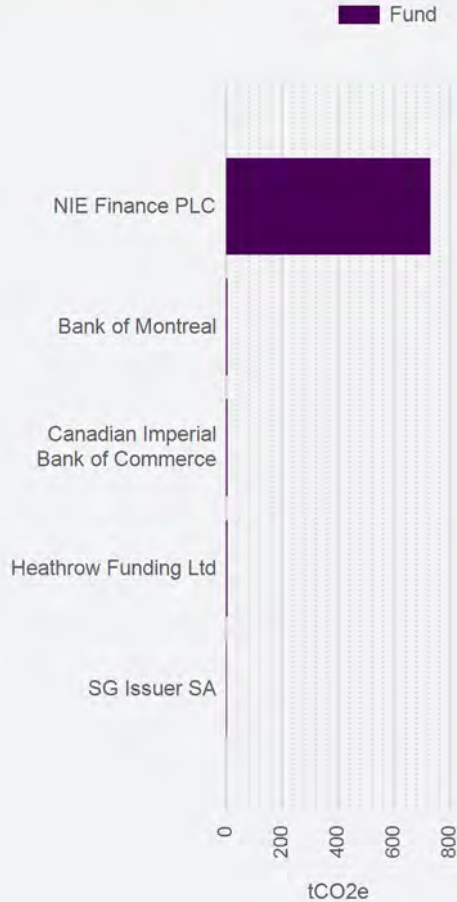 Fund
NIE Finance PLC
Bank of Montreal
Canadian Imperial
Bank of Commerce
Heathrow Funding Ltd
SG Issuer SA
0
200
400
600
800
tCO2e